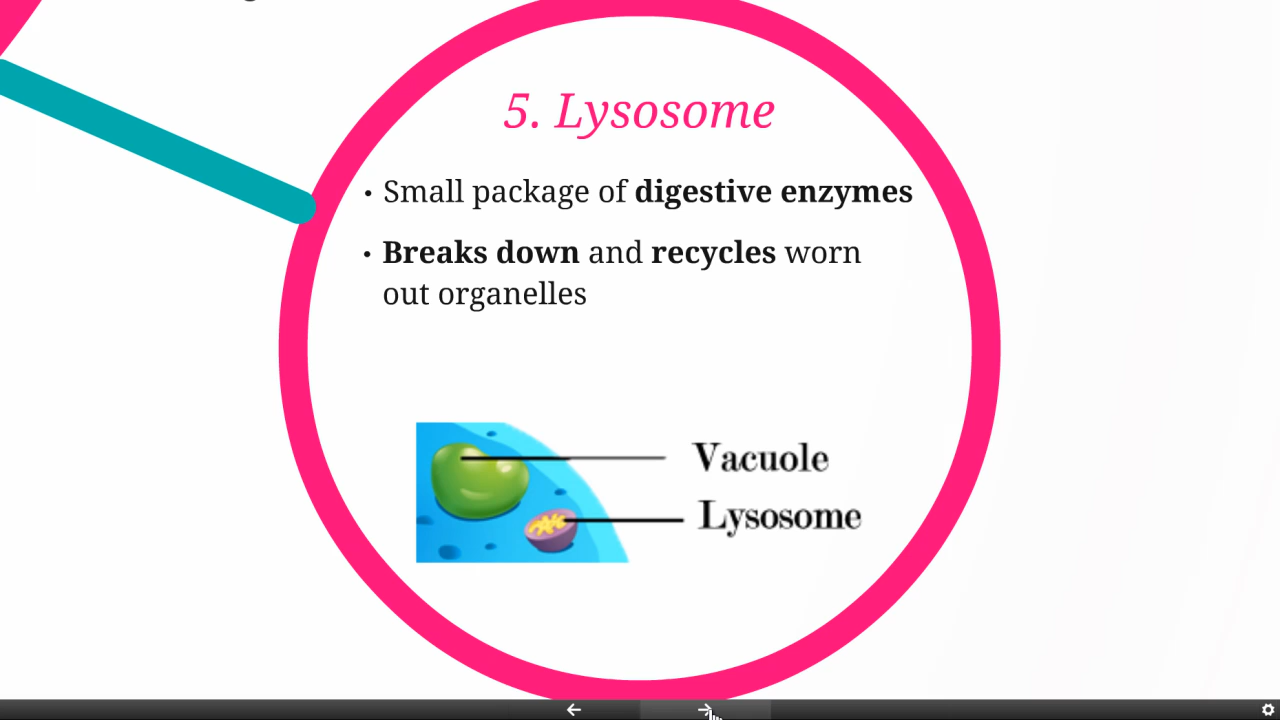 5. Lysosome
• Small package of digestive enzymes
• Breaks down and recycles worn
out organelles
Vacuole
Lysosome